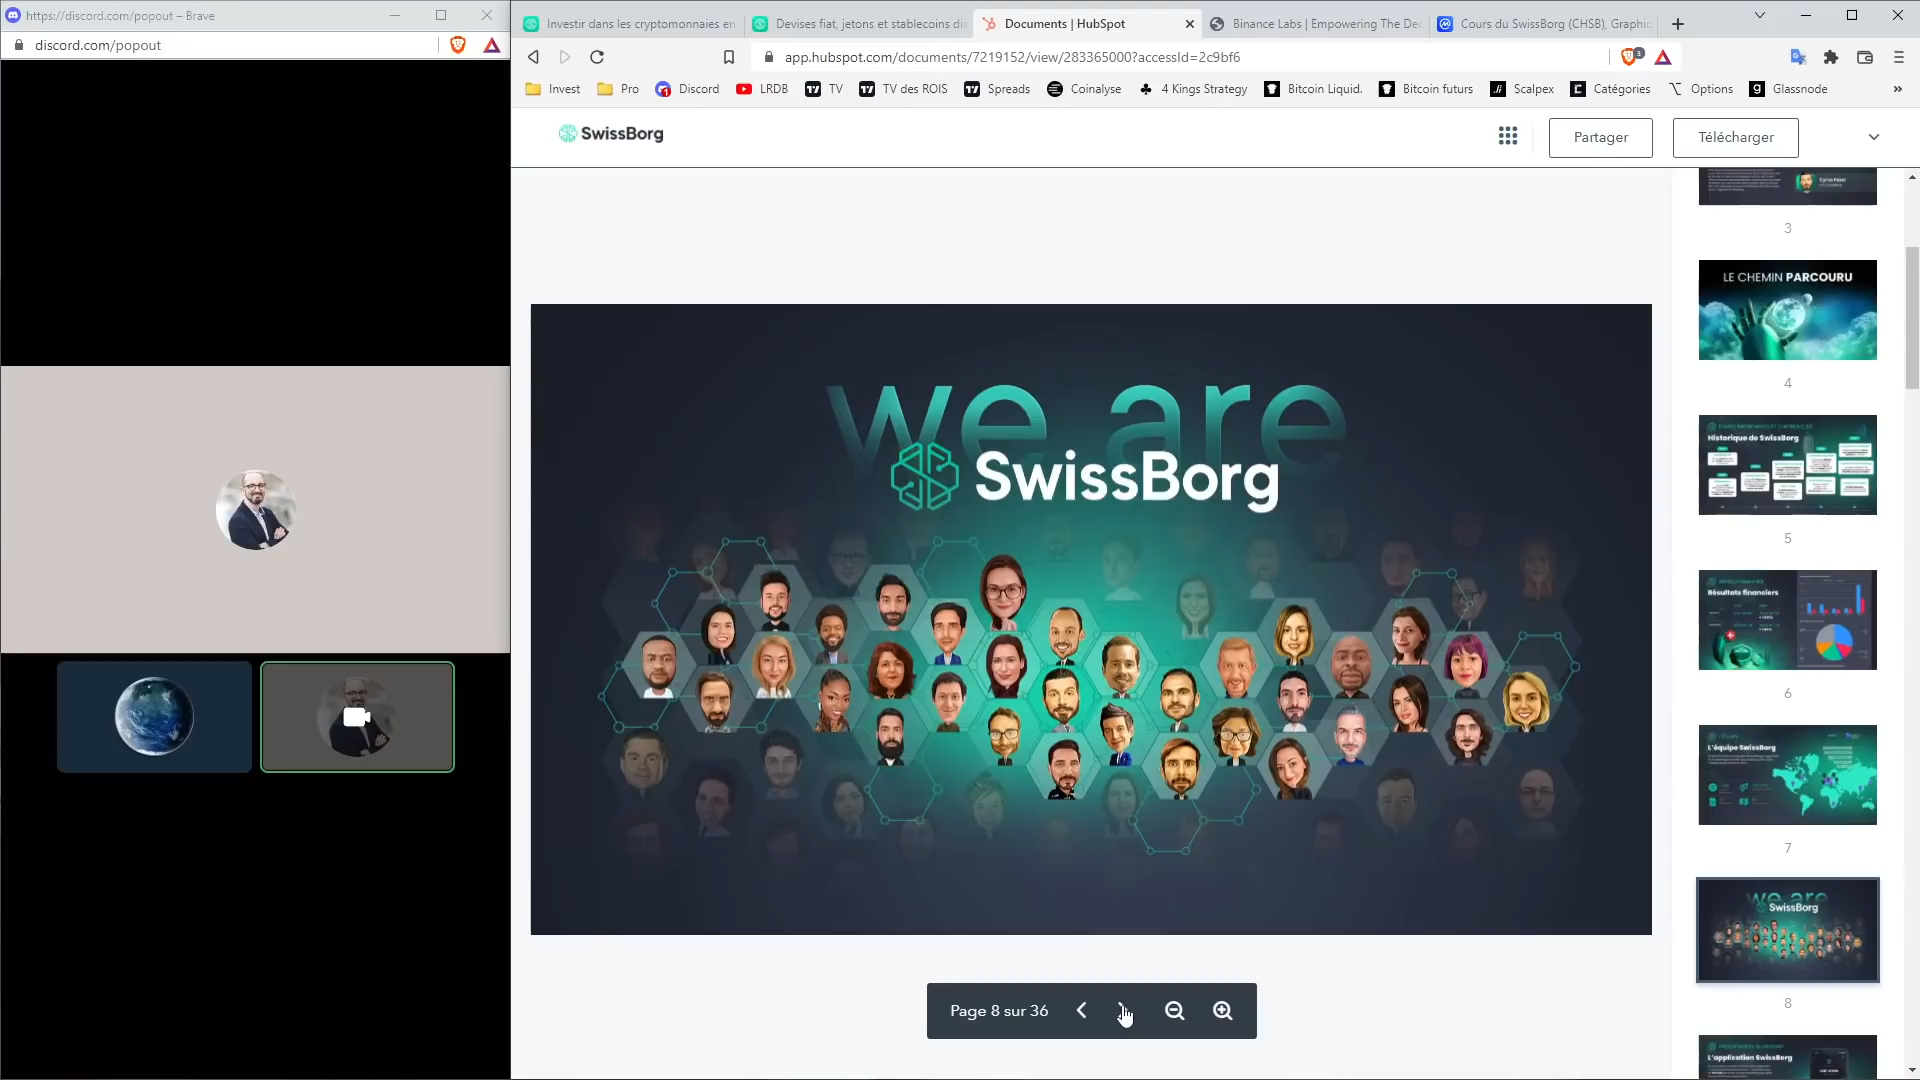 https://discord.com/popout – Brave
discord.com/popout
Investir dans les cryptomonnaies en
Devises fiat, jetons et stablecoins dis
Documents | HubSpot
Binance Labs | Empowering The Dec
Cours du SwissBorg (CHSB), Graphic
app.hubspot.com/documents/7219152/view/283365000?accessId=2c9bf6
3
Invest
Pro
Discord
LRDB
TV
TV des ROIS
Spreads
Coinalyse
4 Kings Strategy
Bitcoin Liquid.
Bitcoin futurs
Scalpex
Catégories
Options
Glassnode
»
SwissBorg
Partager
Télécharger
we are
SwissBorg
Page 8 sur 36
3
LE CHEMIN PARCOURU
4
Historique de SwissBorg
5
Résultats financiers
6
L'équipe SwissBorg
7
we are
SwissBorg
8
L'application SwissBorg